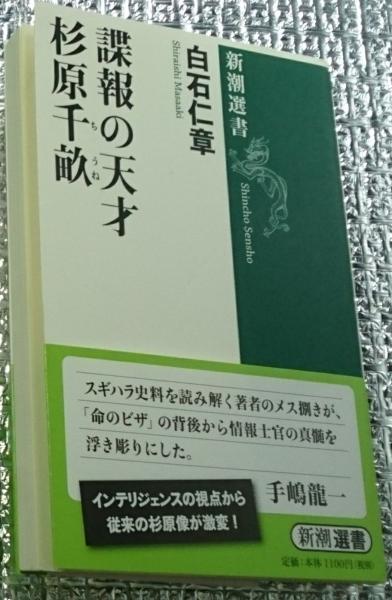 新潮選書
Shincho Sensho
白石仁章
Shiraishi Masaaki
諜報の天才
杉原千畝
ちうね
スギハラ史料を読み解く著者のメス捌きが、
「命のビザ」の背後から情報士官の真髄を
浮き彫りにした。
手嶋龍一
インテリジェンスの視点から
従来の杉原像が激変!
新潮選書
定価:本体1100円(税別)